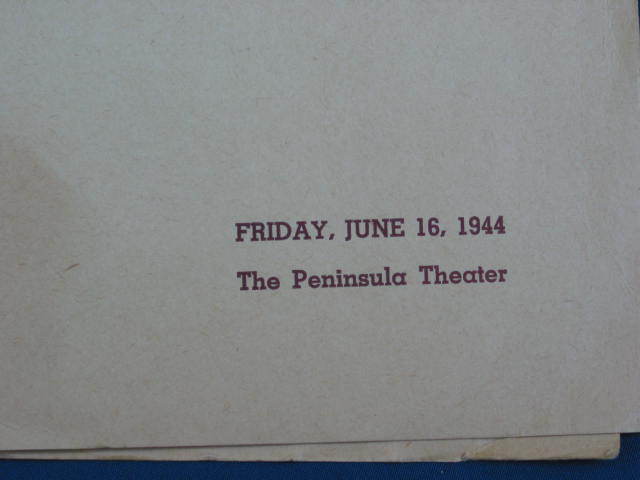 FRIDAY, JUNE 16, 1944
The Peninsula Theater